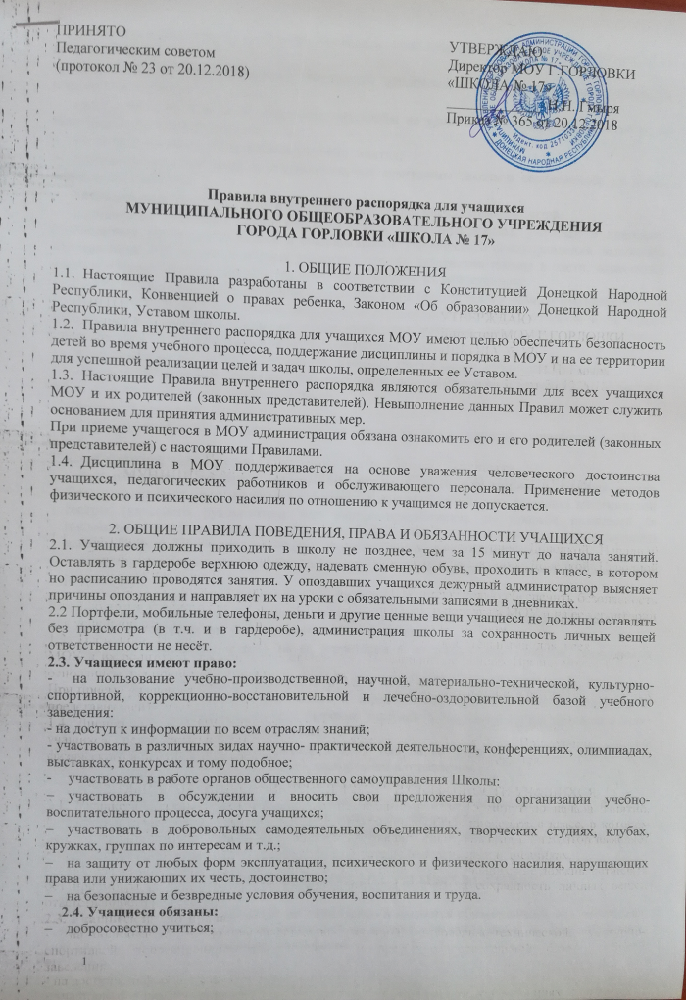 ПРИНЯТО
Педагогическим советом
(протокол № 23 от 20.12.2018)
УТВЕРЖДАЮ
Директор МОУ Г.ГОРЛОВКИ
«ШКОЛА № 17»
Н.Н. Гмыря
Приказ № 365 от 20.12.2018
Правила внутреннего распорядка для учащихся
МУНИЦИПАЛЬНОГО ОБЩЕОБРАЗОВАТЕЛЬНОГО УЧРЕЖДЕНИЯ
ГОРОДА ГОРЛОВКИ «ШКОЛА № 17»
1. ОБЩИЕ ПОЛОЖЕНИЯ
1.1. Настоящие Правила разработаны в соответствии с Конституцией Донецкой Народной
Республики, Конвенцией о правах ребенка, Законом «Об образовании» Донецкой Народной
Республики, Уставом школы.
1.2. Правила внутреннего распорядка для учащихся МОУ имеют целью обеспечить безопасность
детей во время учебного процесса, поддержание дисциплины и порядка в МОУ и на ее территории
для успешной реализации целей и задач школы, определенных ее Уставом.
1.3. Настоящие Правила внутреннего распорядка являются обязательными для всех учащихся
МОУ и их родителей (законных представителей). Невыполнение данных Правил может служить
основанием для принятия административных мер.
При приеме учащегося в МОУ администрация обязана ознакомить его и его родителей (законных
представителей) с настоящими Правилами.
1.4. Дисциплина в МОУ поддерживается на основе уважения человеческого достоинства
учащихся, педагогических работников и обслуживающего персонала. Применение методов
физического и психического насилия по отношению к учащимся не допускается.
2. ОБЩИЕ ПРАВИЛА ПОВЕДЕНИЯ, ПРАВА И ОБЯЗАННОСТИ УЧАЩИХСЯ
2.1. Учащиеся должны приходить в школу не позднее, чем за 15 минут до начала занятий.
Оставлять в гардеробе верхнюю одежду, надевать сменную обувь, проходить в класс, в котором
но расписанию проводятся занятия. У опоздавших учащихся дежурный администратор выясняет
причины опоздания и направляет их на уроки с обязательными записями в дневниках.
2.2 Портфели, мобильные телефоны, деньги и другие ценные вещи учащиеся не должны оставлять
без присмотра (в т.ч. и в гардеробе), администрация школы за сохранность личных вещей
ответственности не несёт.
2.3. Учащиеся имеют право:
- на пользование учебно-производственной, научной, материально-технической, культурно-
спортивной, коррекционно-восстановительной и лечебно-оздоровительной базой учебного
заведения:
- на доступ к информации по всем отраслям знаний;
- участвовать в различных видах научно- практической деятельности, конференциях, олимпиадах,
выставках, конкурсах и тому подобное;
- участвовать в работе органов общественного самоуправления Школы:
– участвовать в обсуждении и вносить свои предложения по организации учебно-
воспитательного процесса, досуга учащихся;
– участвовать в добровольных самодеятельных объединениях, творческих студиях, клубах,
кружках, группах по интересам и т.д.;
– на защиту от любых форм эксплуатации, психического и физического насилия, нарушающих
права или унижающих их честь, достоинство;
– на безопасные и безвредные условия обучения, воспитания и труда.
2.4. Учащиеся обязаны:
– добросовестно учиться;
1